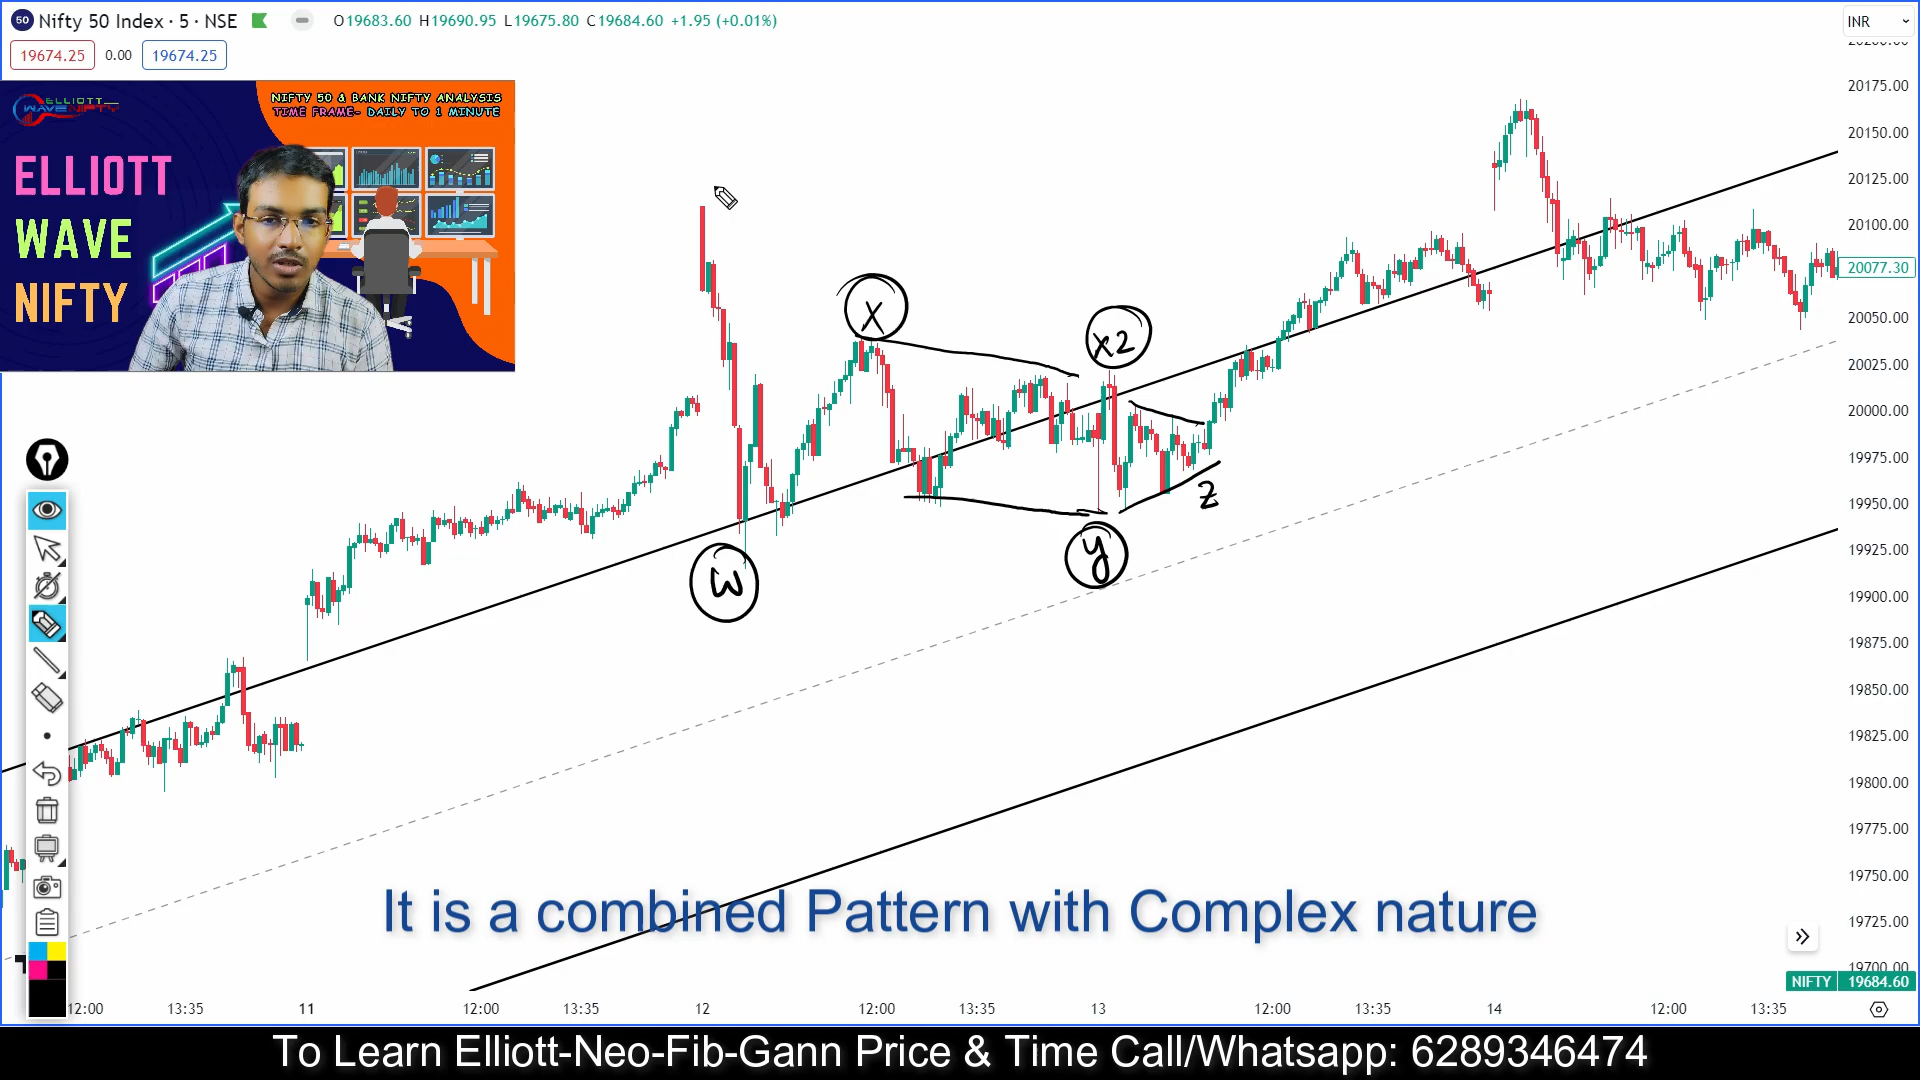 50 Nifty 50 Index · 5 · NSE O19683.60 H19690.95 L19675.80 C19684.60 +1.95 (+0.01%)
INR
19674.25 0.00 19674.25
ELLIOTT
WAVE NIFTY
NIFTY 50 & BANK NIFTY ANALYSIS
TIME FRAME- DAILY TO 1 MINUTE
ELLIOTT
WAVE
NIFTY
20200.00
20175.00
20150.00
20125.00
20100.00
20077.30
20050.00
20025.00
20000.00
19975.00
19950.00
19925.00
19900.00
19875.00
19850.00
19825.00
19800.00
19775.00
19750.00
19725.00
19700.00
NIFTY 19684.60
X
X2
W
y
Z
It is a combined Pattern with Complex nature
12:00 13:35 11 12:00 13:35 12 12:00 13:35 13 12:00 13:35 14 12:00 13:35
To Learn Elliott-Neo-Fib-Gann Price & Time Call/Whatsapp: 6289346474